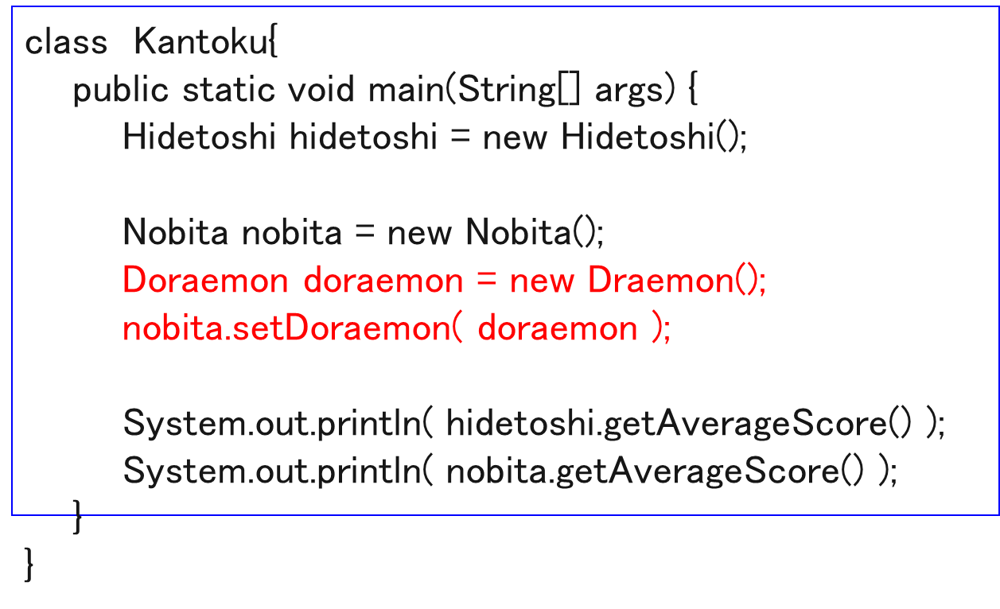 class  Kantoku{
public static void main(String[] args) {
Hidetoshi hidetoshi = new Hidetoshi();
Nobita nobita = new Nobita();
Doraemon doraemon = new Draemon();
nobita.setDoraemon( doraemon );
System.out.println( hidetoshi.getAverageScore() );
System.out.println( nobita.getAverageScore() );
}
}